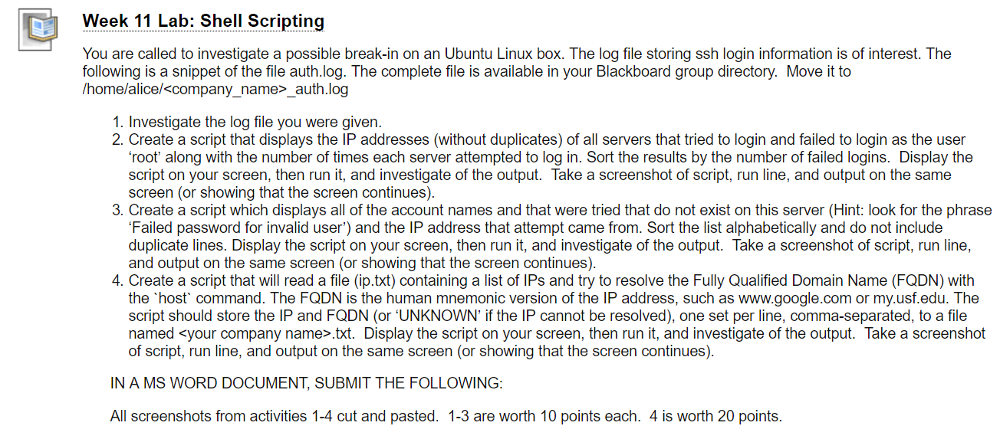 Week 11 Lab: Shell Scripting
You are called to investigate a possible break-in on an Ubuntu Linux box. The log file storing ssh login information is of interest. The
following is a snippet of the file auth.log. The complete file is available in your Blackboard group directory.  Move it to
/home/alice/<company_name>_auth.log
1. Investigate the log file you were given.
2. Create a script that displays the IP addresses (without duplicates) of all servers that tried to login and failed to login as the user
‘root’ along with the number of times each server attempted to log in. Sort the results by the number of failed logins.  Display the
script on your screen, then run it, and investigate of the output.  Take a screenshot of script, run line, and output on the same
screen (or showing that the screen continues).
3. Create a script which displays all of the account names and that were tried that do not exist on this server (Hint: look for the phrase
‘Failed password for invalid user’) and the IP address that attempt came from. Sort the list alphabetically and do not include
duplicate lines. Display the script on your screen, then run it, and investigate of the output.  Take a screenshot of script, run line,
and output on the same screen (or showing that the screen continues).
4. Create a script that will read a file (ip.txt) containing a list of IPs and try to resolve the Fully Qualified Domain Name (FQDN) with
the `host` command. The FQDN is the human mnemonic version of the IP address, such as www.google.com or my.usf.edu. The
script should store the IP and FQDN (or ‘UNKNOWN’ if the IP cannot be resolved), one set per line, comma-separated, to a file
named <your company name>.txt.  Display the script on your screen, then run it, and investigate of the output.  Take a screenshot
of script, run line, and output on the same screen (or showing that the screen continues).
IN A MS WORD DOCUMENT, SUBMIT THE FOLLOWING:
All screenshots from activities 1-4 cut and pasted.  1-3 are worth 10 points each.  4 is worth 20 points.